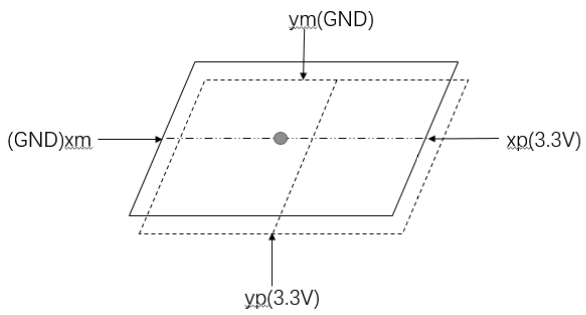 ym(GND)
(GND)xm
xp(3.3V)
yp(3.3V)